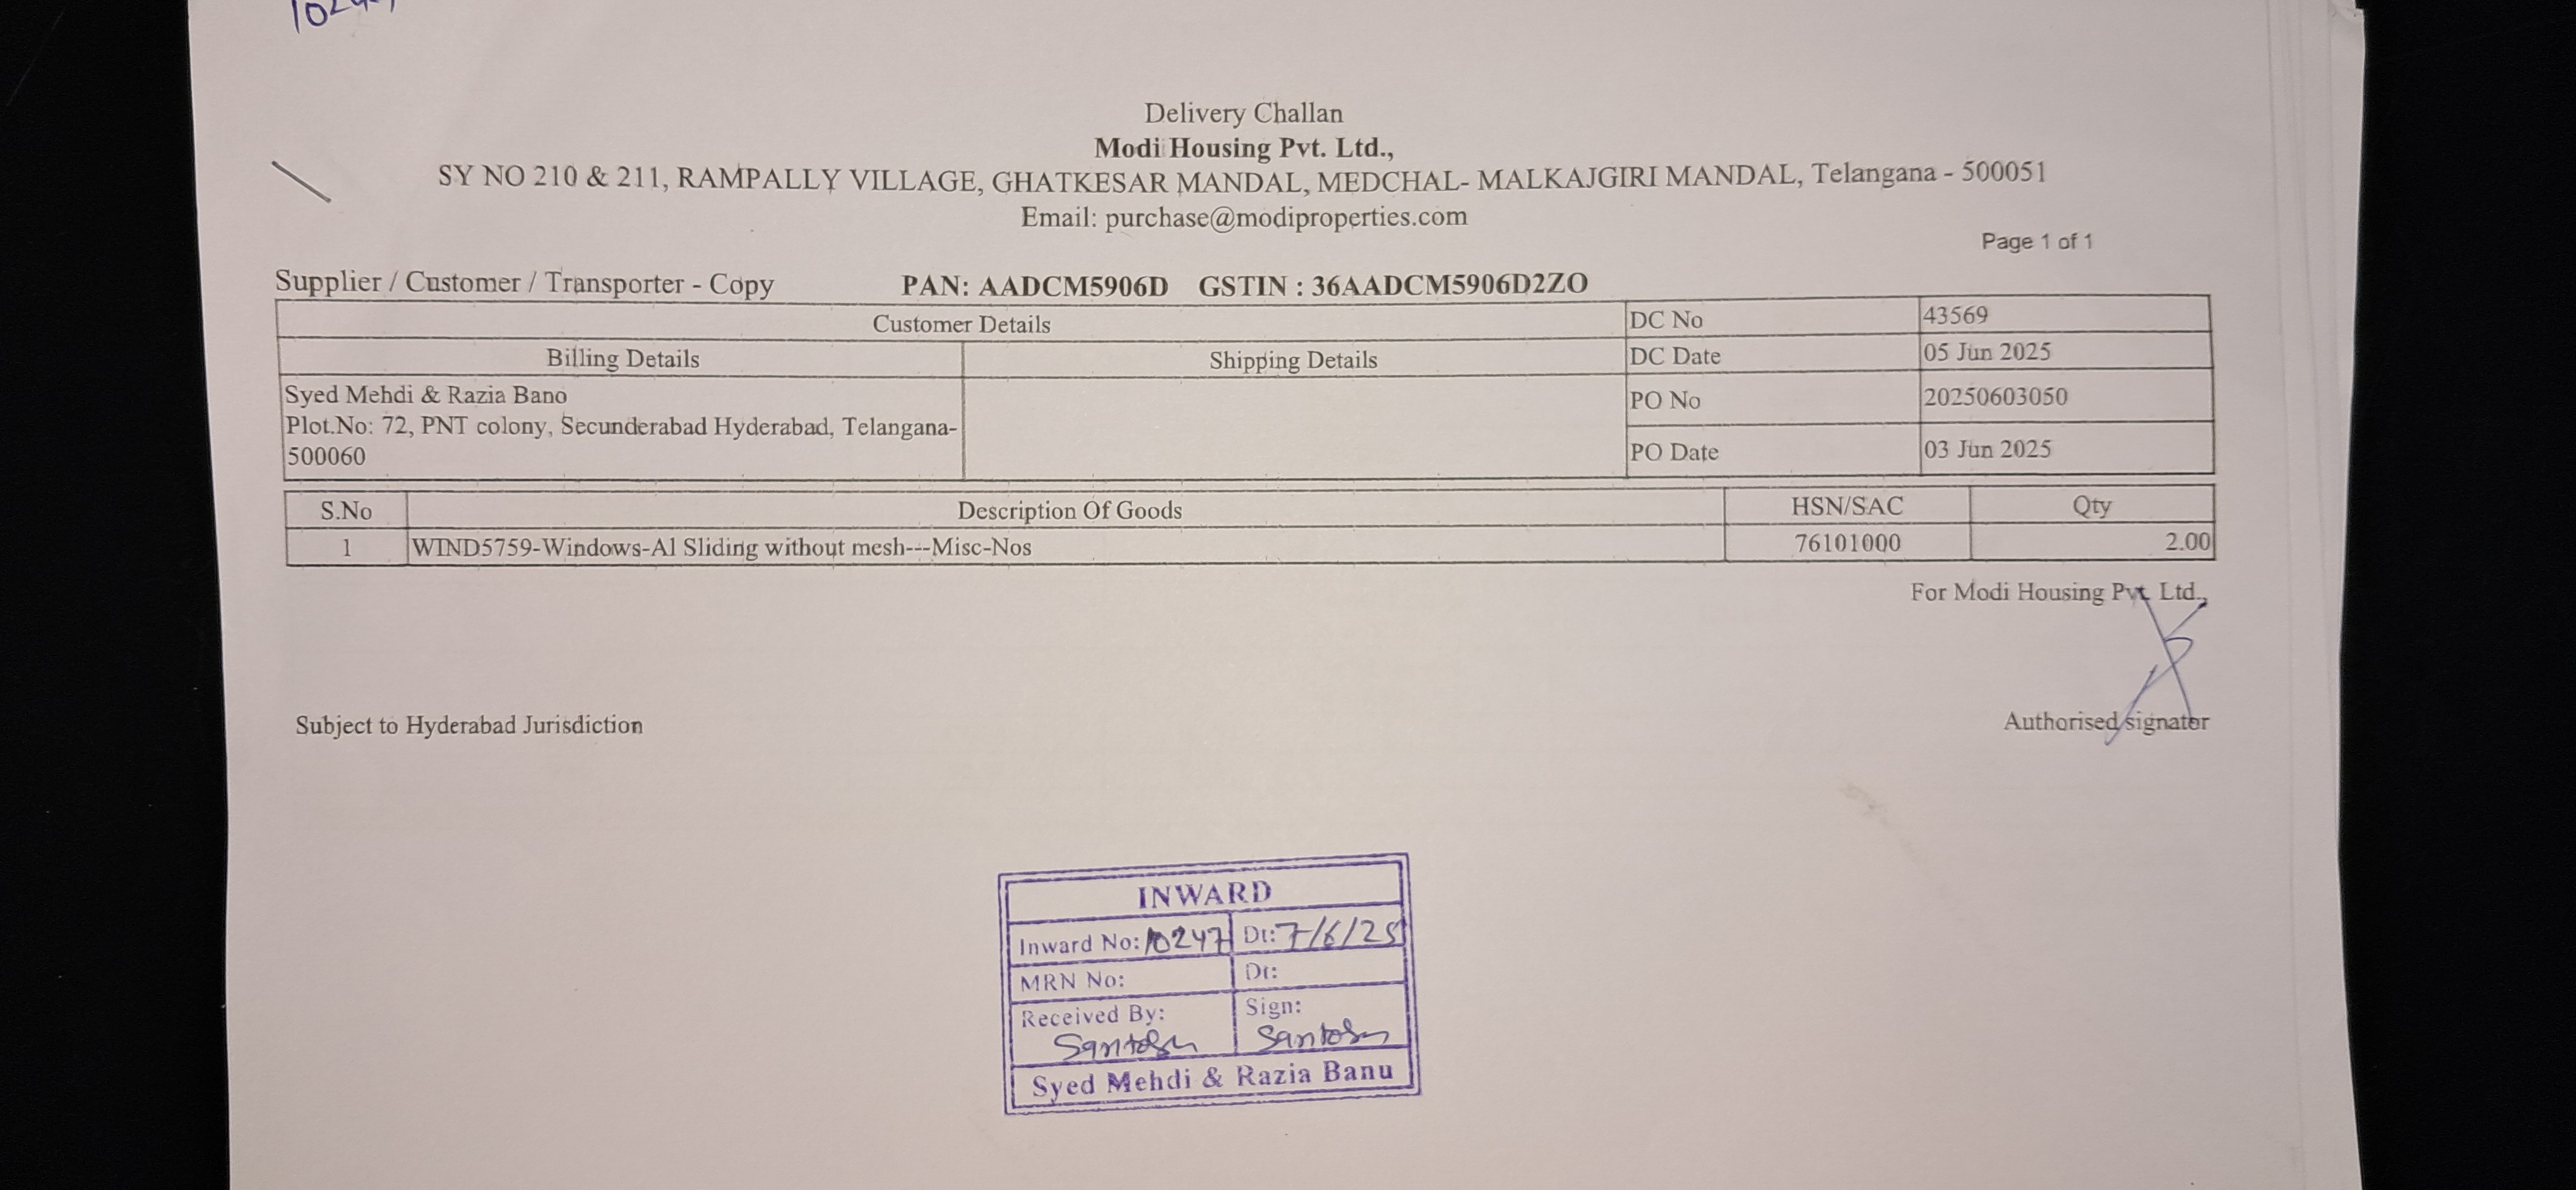 Delivery Challan
Modi Housing Pvt. Ltd.,
SY NO 210 & 211, RAMPALLY VILLAGE, GHATKESAR MANDAL, MEDCHAL- MALKAJGIRI MANDAL, Telangana - 500051
Email: purchase@modiproperties.com
Page 1 of 1
Supplier / Customer / Transporter - Copy PAN: AADCM5906D GSTIN : 36AADCM5906D2ZO
Customer Details
DC No 43569
Billing Details Shipping Details
DC Date 05 Jun 2025
Syed Mehdi & Razia Bano
Plot.No: 72, PNT colony, Secunderabad Hyderabad, Telangana-
500060
PO No 20250603050
PO Date 03 Jun 2025
S.No Description Of Goods HSN/SAC Qty
1 WIND5759-Windows-Al Sliding without mesh---Misc-Nos 76101000 2.00
For Modi Housing Pvt. Ltd.,
Subject to Hyderabad Jurisdiction
Authorised signator
INWARD
Inward No: 10247 Dt: 7/6/25
MRN No: Dt:
Received By: Sign:
Santosh Santosh
Syed Mehdi & Razia Banu